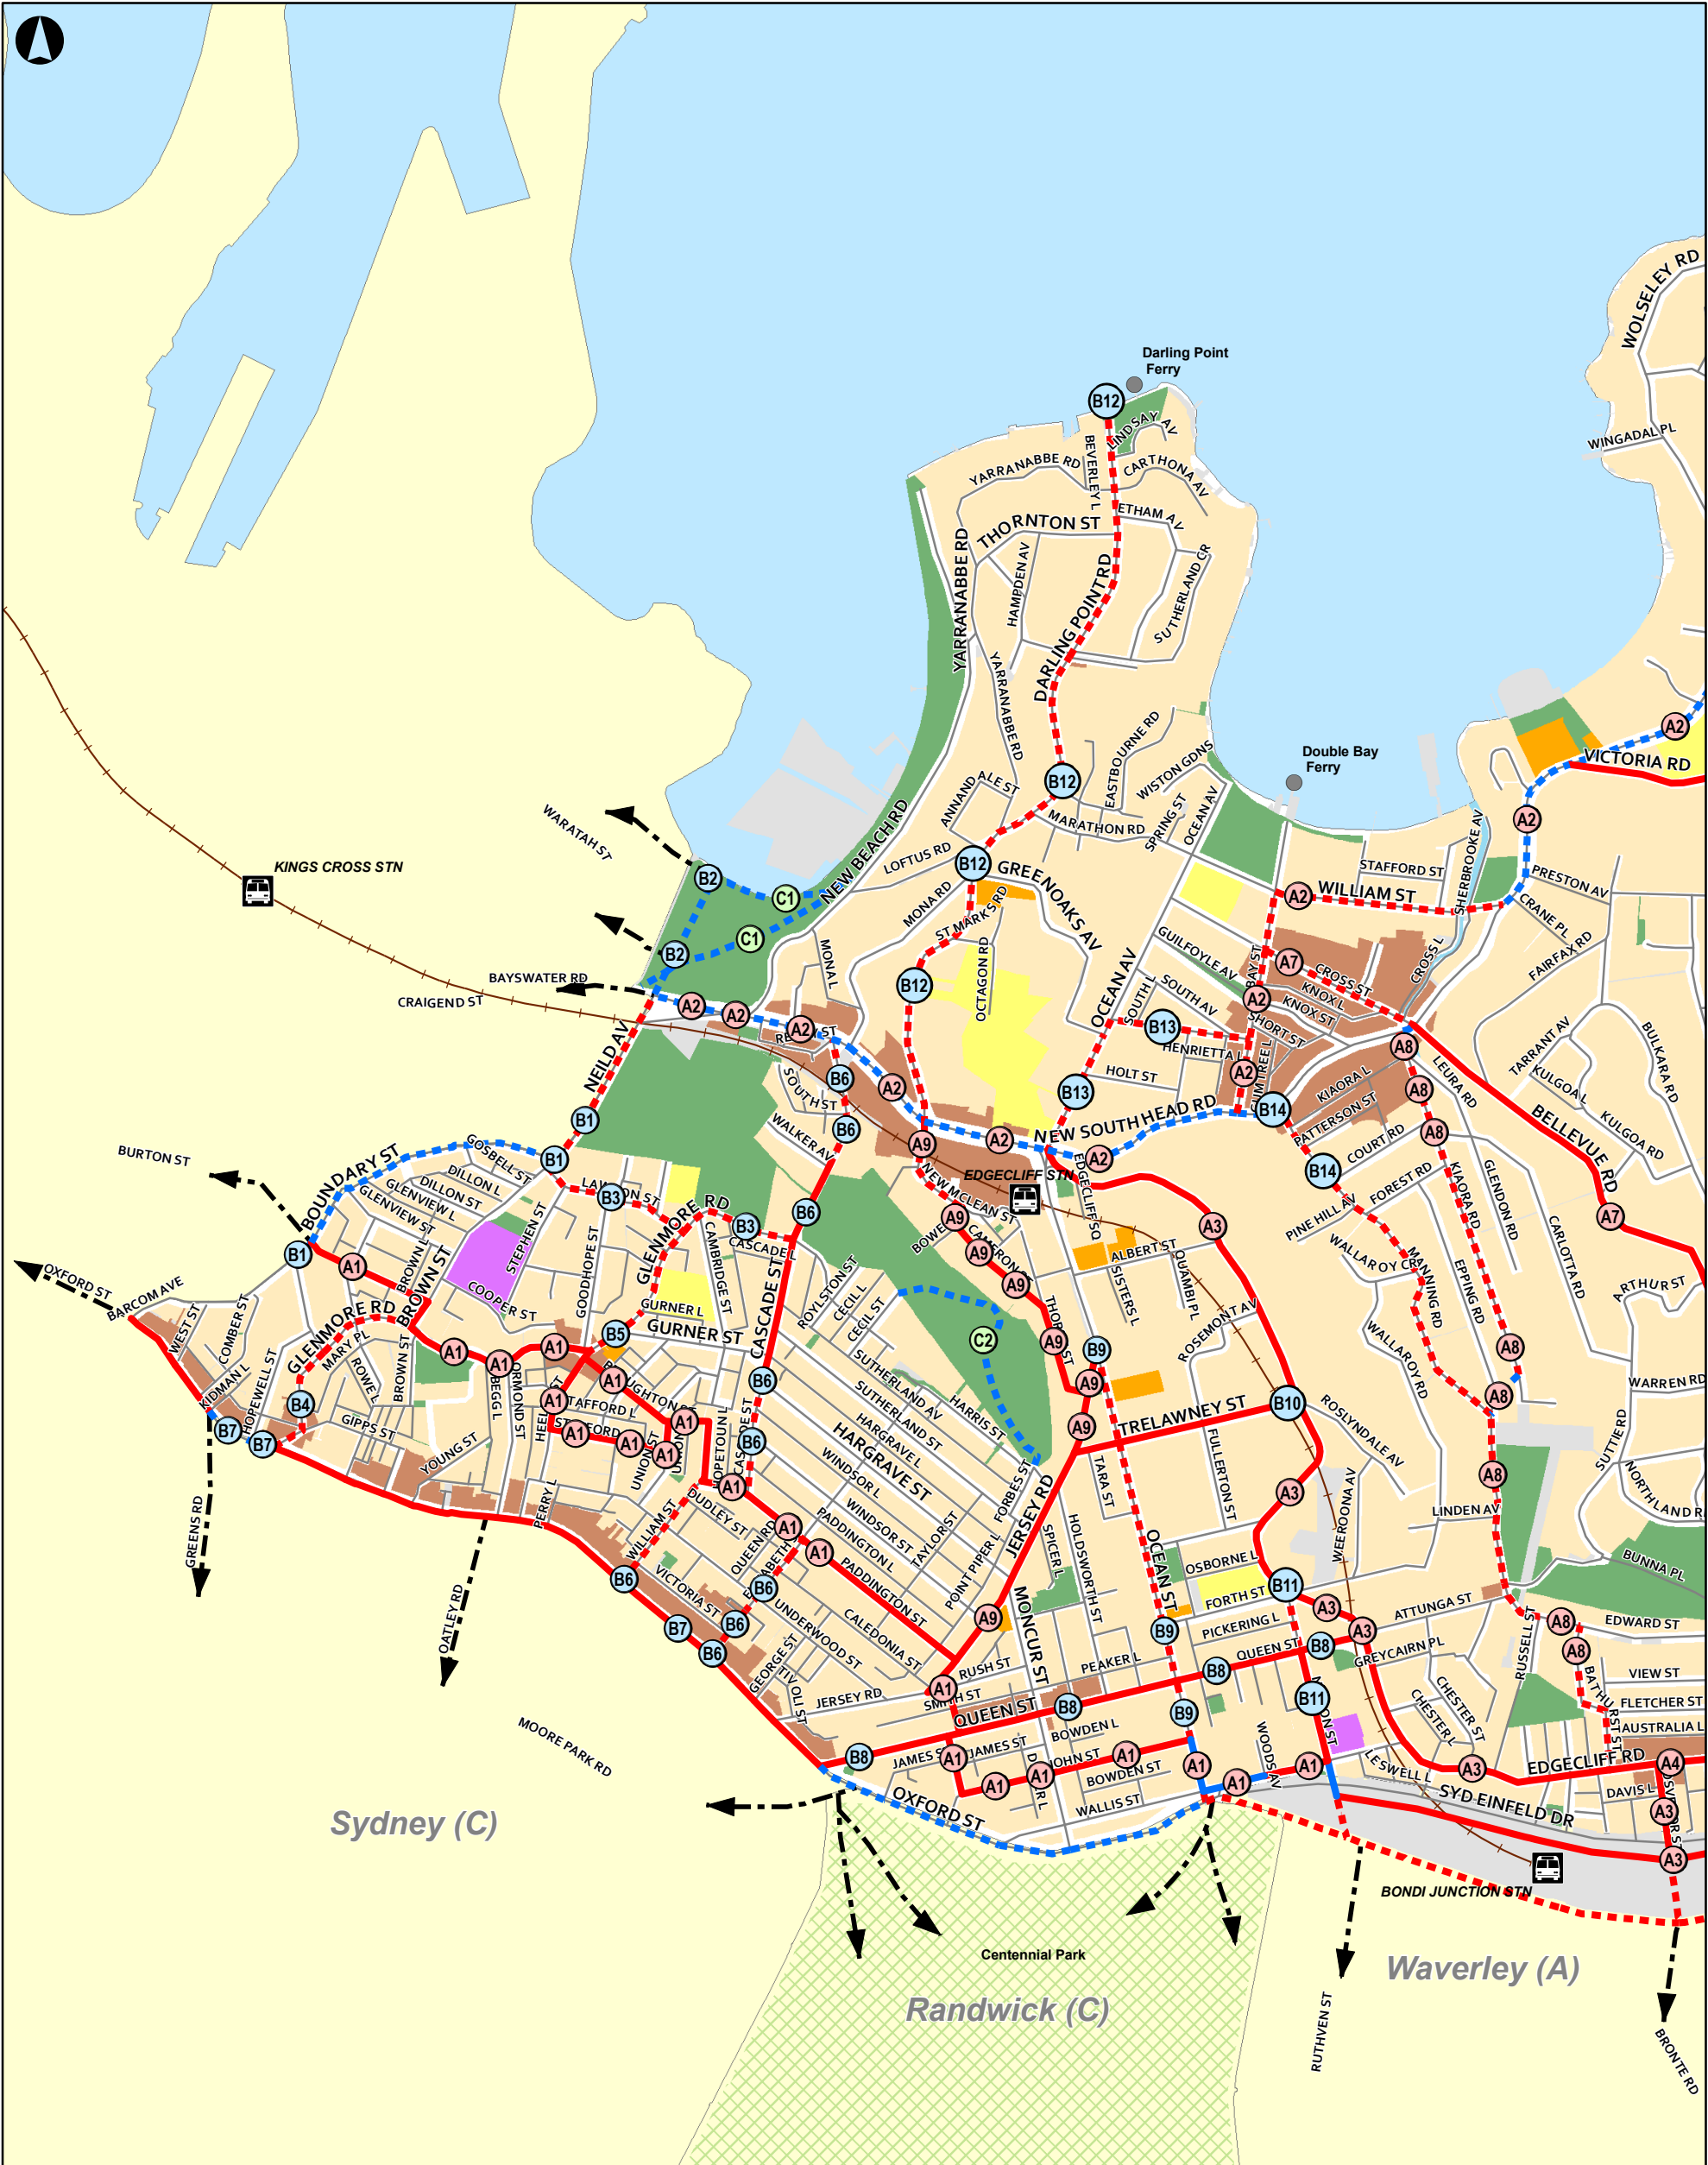 WOLSELEY RD
Darling Point
Ferry
B12
LINDSAY AV
BEVERLEY L
WINGADAL PL
YARRANABBE RD
CARTHONA AV
ETHAM AV
THORNTON ST
YARRANABBE RD
HAMPDEN AV
SUTHERLAND CR
DARLING POINT RD
YARRANABBE RD
EASTBOURNE RD
A2
Double Bay
Ferry
VICTORIA RD
WISTON GDNS
B12
ANNANDALE ST
SPRING ST
OCEAN AV
MARATHON RD
A2
WARATAH ST
NEW BEACH RD
LOFTUS RD
SHERBROOKE AV
STAFFORD ST
KINGS CROSS STN
B2
C1
B12
GREENOAKS AV
A2
WILLIAM ST
PRESTON AV
CRANE PL
MONA RD
ST MARK'S RD
C1
B2
MONA L
OCTAGON RD
GUILFOYLE AV
BAY ST
A7
CROSS ST
CROSS L
FAIRFAX RD
BAYSWATER RD
CRAIGEND ST
B12
OCEAN AV
SOUTH L
SOUTH AV
A2
KNOX L
KNOX ST
SHORT ST
A2
A2
A2
B13
HENRIETTA L
A8
TARRANT AV
BULKARA RD
NEILD AV
B6
A2
HOLT ST
A2
GUMTREE L
KIAORA L
LEURA RD
KULGOA L
SOUTH ST
B13
B14
PATTERSON ST
A8
BELLEVUE RD
KULGOA RD
B1
B6
WALKER AV
A9
A2
NEW SOUTH HEAD RD
A2
COURT RD
A8
BURTON ST
BOUNDARY ST
GOSBELL ST
B1
EDGECLIFF STN
EDGECLIFF SQ
B14
FOREST RD
KIAORA RD
GLENDON RD
DILLON L
DILLON ST
GLENVIEW L
GLENVIEW ST
B3
NEW MCLEAN ST
A9
PINE HILL AV
A7
CARLOTTA RD
STEPHEN ST
GOODHOPE ST
GLENMORE RD
B3
CASCADE L
B6
CAMERON ST
A9
ALBERT ST
A3
B1
A1
BROWN L
BROWN ST
CAMBRIDGE ST
A9
SISTERS L
QUAMBI PL
WALLAROY CR
MANNING RD
EPPING RD
ARTHUR ST
OXFORD ST
BARCOM AVE
COOPER ST
GURNER L
GURNER ST
ROYLSTON ST
CECIL L
CECIL ST
C2
ROSEMONT AV
WEST ST
COMBER ST
GLENMORE RD
MARY PL
B5
CASCADE ST
A9
B9
A8
WALLAROY RD
KIDMAN L
HOPEWELL ST
ROWE L
BROWN ST
A1
A1
A1
A1
B6
SUTHERLAND AV
SUTHERLAND ST
HARRIS ST
A9
A8
WARREN RD
B4
GIPPS ST
BEGG L
ORMOND ST
A1
A1
HARGRAVE L
HARGRAVE ST
A9
TRELAWNEY ST
B10
ROSLYNDALE AV
B7
B7
YOUNG ST
A1
A1
A1
UNION ST
HOPETOUN L
B6
WINDSOR L
WINDSOR ST
FORBES ST
TARA ST
FULLERTON ST
A8
NORTHLAND RD
PERRY L
A1
DUDLEY ST
A1
A3
WEEROONA AV
LINDEN AV
GREENS RD
WILLIAM ST
QUEEN RD
A1
PADDINGTON L
TAYLOR ST
JERSEY RD
SPICER L
HOLDSWORTH ST
OCEAN ST
OSBORNE L
BUNNA PL
OATLEY RD
B6
VICTORIA ST
B6
PADDINGTON ST
POINT PIPER L
MONCUR ST
FORTH ST
B11
A3
ATTUNGA ST
B7
B6
B6
UNDERWOOD ST
CALEDONIA ST
A9
B9
PICKERING L
QUEEN ST
B8
A3
GREYCAIRN PL
RUSSELL ST
A8
EDWARD ST
GEORGE ST
TIVOLI ST
JERSEY RD
A1
RUSH ST
SMITH ST
PEAKER L
B8
A8
BATHURST ST
VIEW ST
QUEEN ST
B8
B9
B11
CHESTER ST
CHESTER L
FLETCHER ST
AUSTRALIA L
MOORE PARK RD
B8
JAMES ST
A1
JAMES ST
BOWDEN L
JOHN ST
A1
WOODS AV
LESWELL L
EDGECLIFF RD
A4
A1
A1
BOWDEN ST
A1
A1
A1
A3
DAVIS L
OXFORD ST
WALLIS ST
SYD EINFELD DR
A3
A3
Sydney (C)
BONDI JUNCTION STN
Centennial Park
Waverley (A)
Randwick (C)
RUTHVEN ST
BRONTE RD